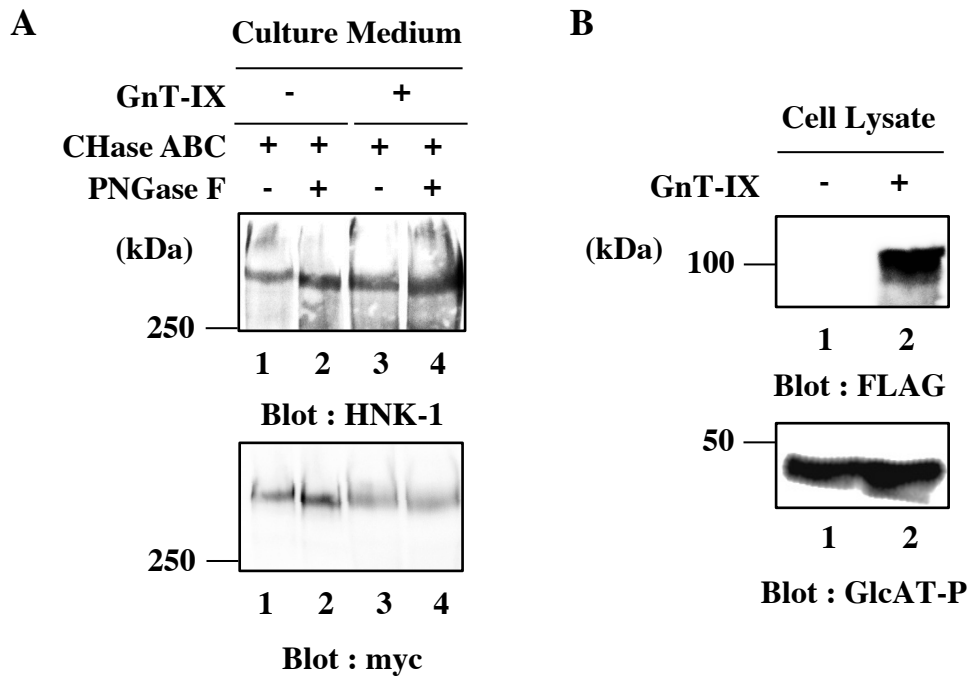 A
Culture Medium
GnT-IX - +
CHase ABC + + + +
PNGase F - + - +
(kDa)
250
1 2 3 4
Blot : HNK-1
250
1 2 3 4
Blot : myc
B
Cell Lysate
GnT-IX - +
(kDa) 100
1 2
Blot : FLAG
50
1 2
Blot : GlcAT-P